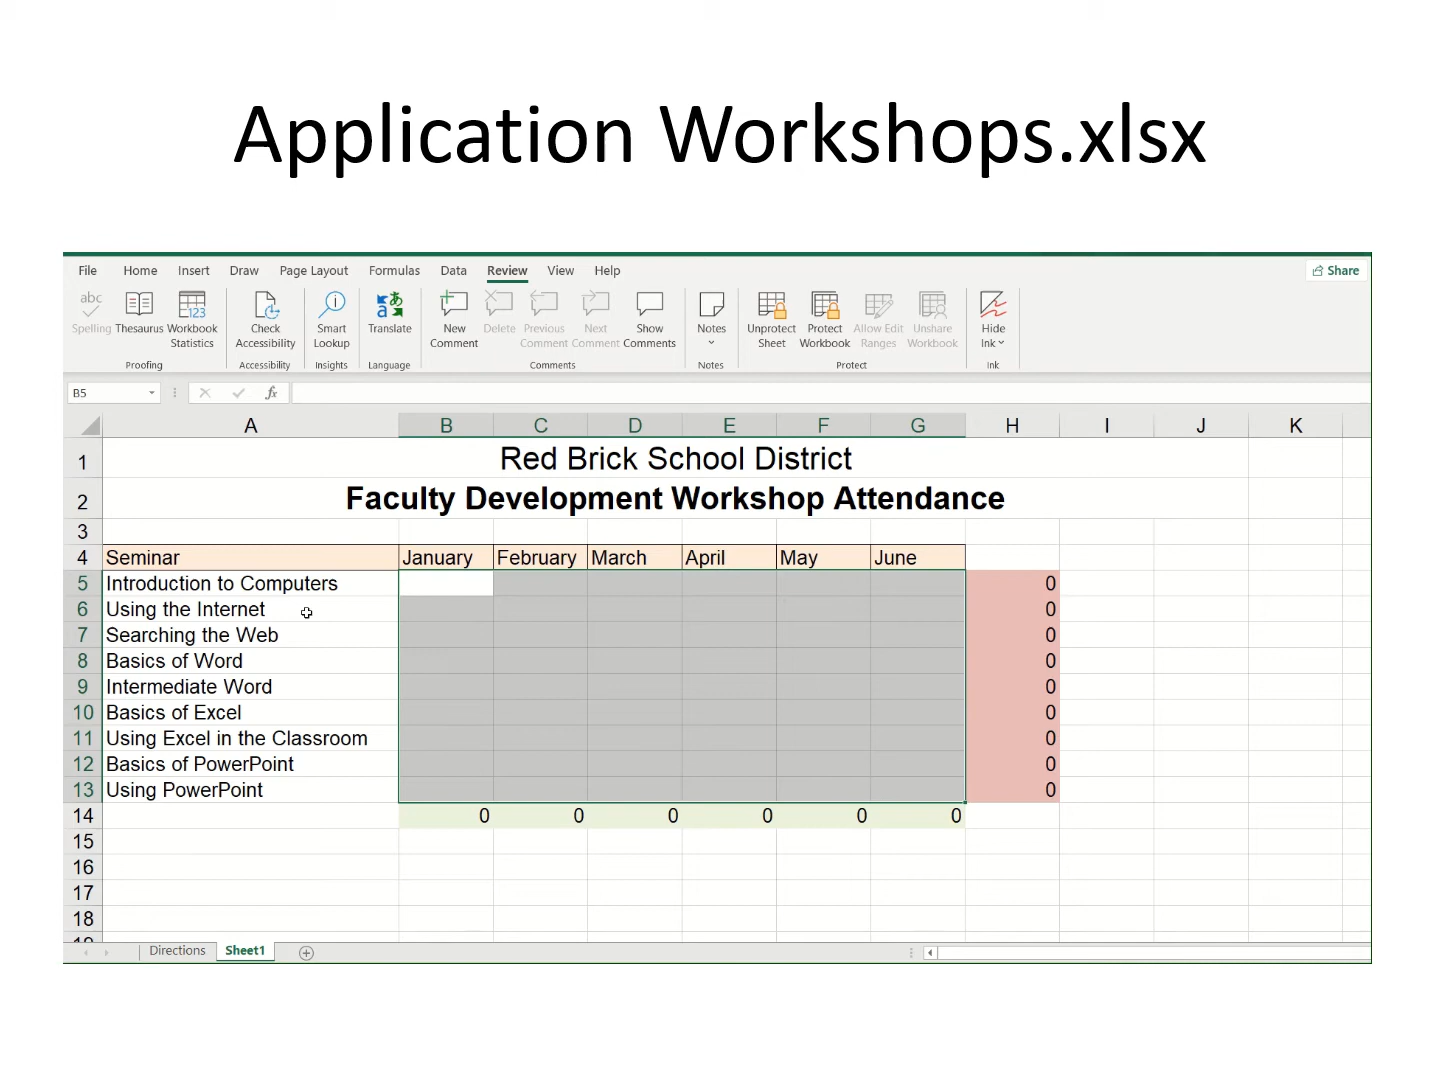 Application Workshops.xlsx
File Home Insert Draw Page Layout Formulas Data Review View Help Share
abc 123 a あ
Spelling Thesaurus Workbook Statistics Check Accessibility Smart Lookup Translate New Comment Delete Previous Comment Next Comment Show Comments Notes Unprotect Sheet Protect Workbook Allow Edit Ranges Unshare Workbook Hide Ink
Proofing Accessibility Insights Language Comments Notes Protect Ink
B5 fx
A B C D E F G H I J K
1 Red Brick School District
2 Faculty Development Workshop Attendance
3
4 Seminar January February March April May June
5 Introduction to Computers 0
6 Using the Internet 0
7 Searching the Web 0
8 Basics of Word 0
9 Intermediate Word 0
10 Basics of Excel 0
11 Using Excel in the Classroom 0
12 Basics of PowerPoint 0
13 Using PowerPoint 0
14 0 0 0 0 0 0
15
16
17
18
Directions Sheet1